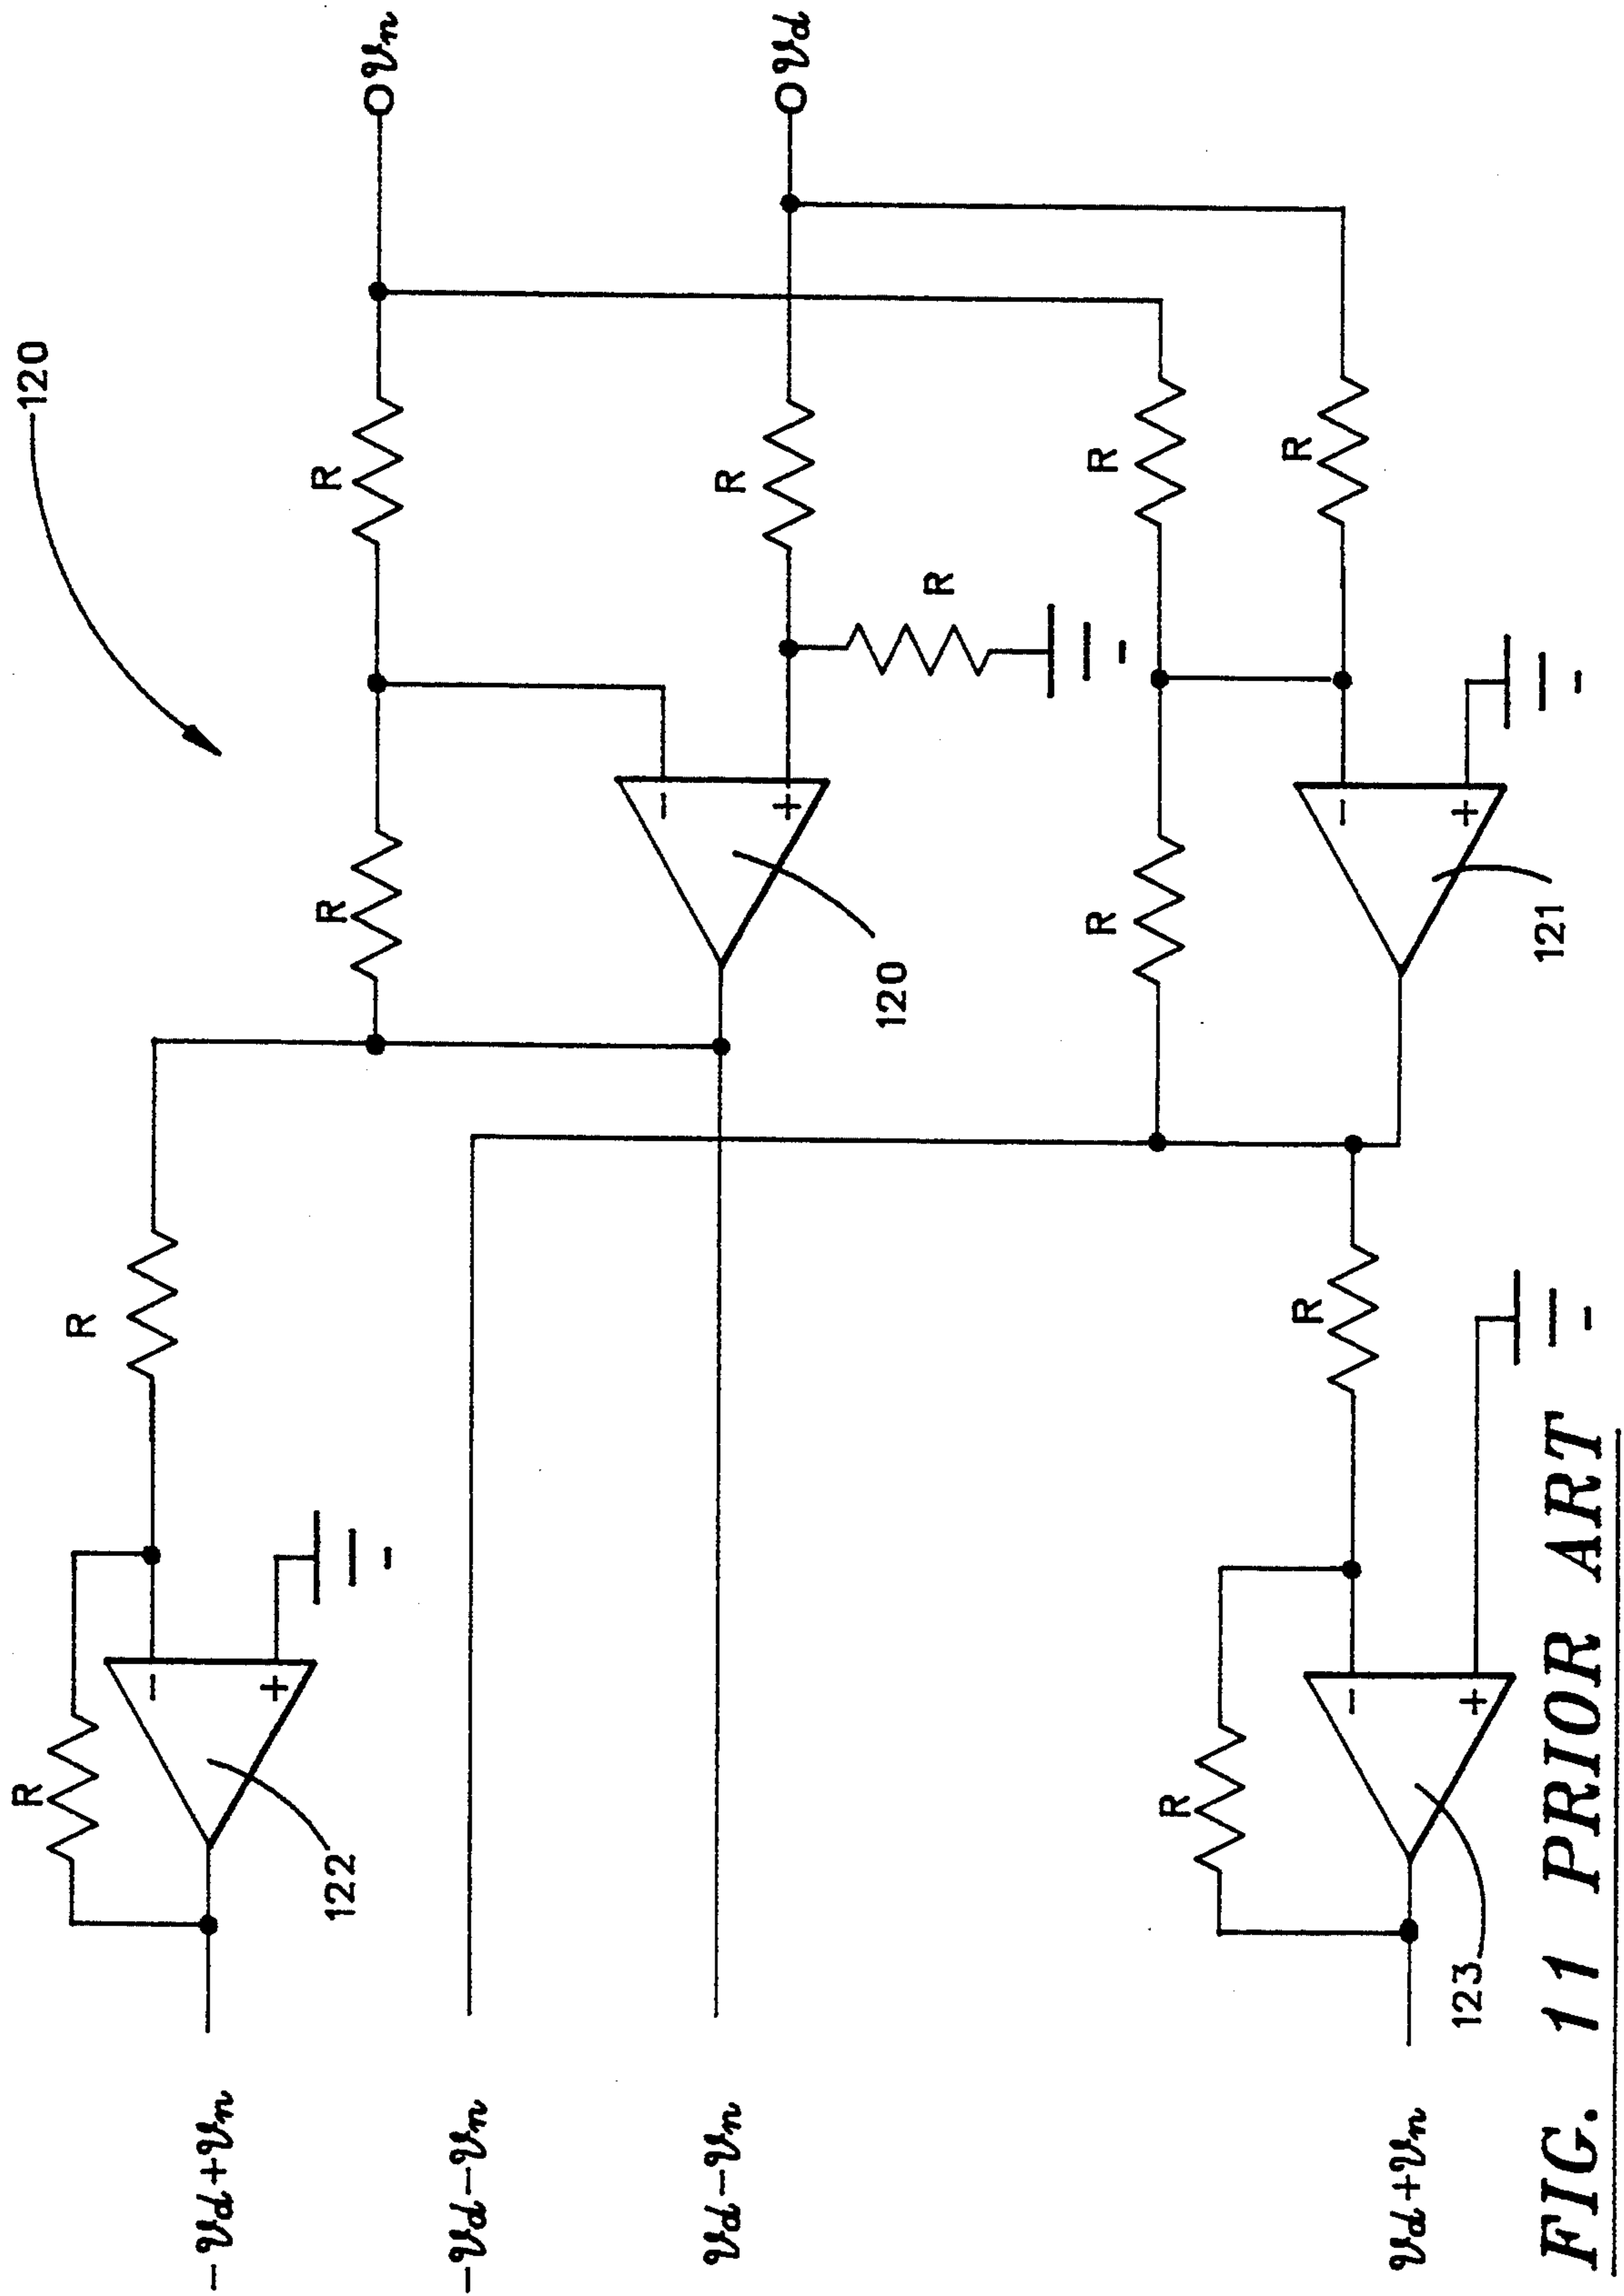 R
120
R
− +
−𝒱d+𝒱n
122
R
R
𝒱n
−𝒱d−𝒱n
− +
𝒱d−𝒱n
R
𝒱d
120
R
R
R
R
R
R
− +
− +
𝒱d+𝒱n
123
121
FIG. 11 PRIOR ART